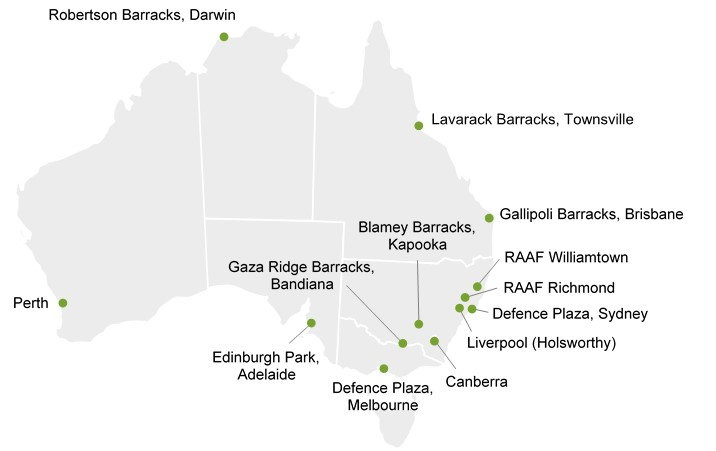 Robertson Barracks, Darwin
Lavarack Barracks, Townsville
Gallipoli Barracks, Brisbane
Blamey Barracks,
Kapooka
RAAF Williamtown
Gaza Ridge Barracks,
Bandiana
RAAF Richmond
Perth
Defence Plaza, Sydney
Liverpool (Holsworthy)
Edinburgh Park,
Adelaide
Canberra
Defence Plaza,
Melbourne